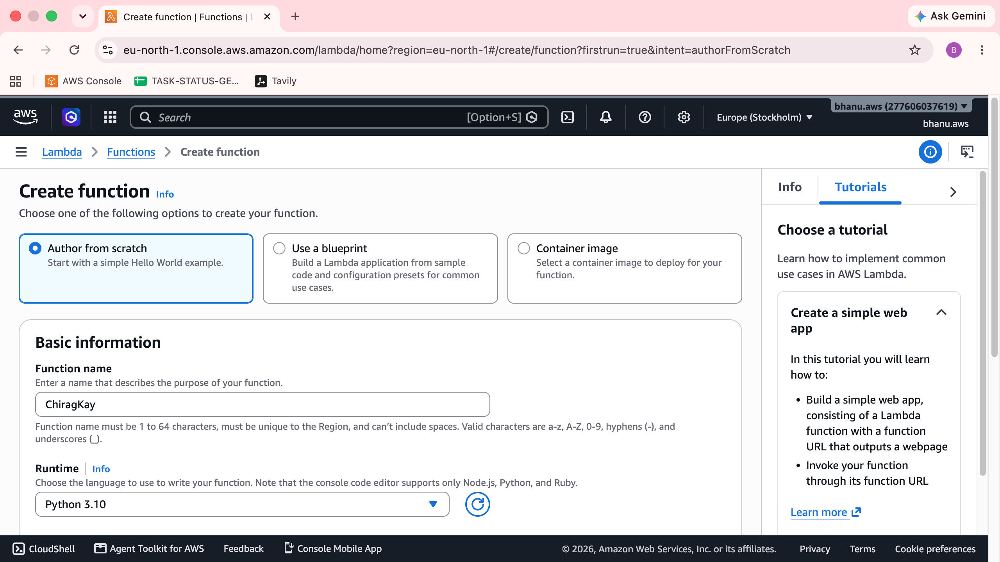 Create function | Functions |
Ask Gemini
eu-north-1.console.aws.amazon.com/lambda/home?region=eu-north-1#/create/function?firstrun=true&intent=authorFromScratch
B
AWS Console
TASK-STATUS-GE...
Tavily
aws
Search
[Option+S]
Europe (Stockholm)
bhanu.aws (277606037619)
bhanu.aws
Lambda
Functions
Create function
Create function Info
Choose one of the following options to create your function.
Author from scratch
Start with a simple Hello World example.
Use a blueprint
Build a Lambda application from sample
code and configuration presets for common
use cases.
Container image
Select a container image to deploy for your
function.
Basic information
Function name
Enter a name that describes the purpose of your function.
ChiragKay
Function name must be 1 to 64 characters, must be unique to the Region, and can’t include spaces. Valid characters are a-z, A-Z, 0-9, hyphens (-), and
underscores (_).
Runtime Info
Choose the language to use to write your function. Note that the console code editor supports only Node.js, Python, and Ruby.
Python 3.10
Info
Tutorials
Choose a tutorial
Learn how to implement common
use cases in AWS Lambda.
Create a simple web
app
In this tutorial you will learn
how to:
• Build a simple web app,
consisting of a Lambda
function with a function
URL that outputs a webpage
• Invoke your function
through its function URL
Learn more
CloudShell
Agent Toolkit for AWS
Feedback
Console Mobile App
© 2026, Amazon Web Services, Inc. or its affiliates.
Privacy
Terms
Cookie preferences